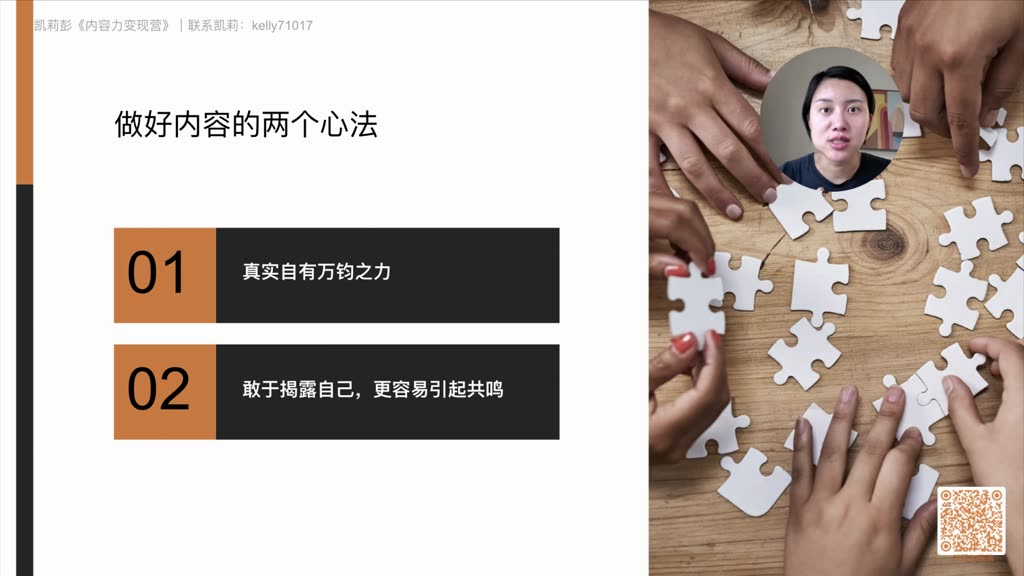 凯莉彭《内容力变现营》｜联系凯莉：kelly71017
做好内容的两个心法
01
真实自有万钧之力
02
敢于揭露自己，更容易引起共鸣